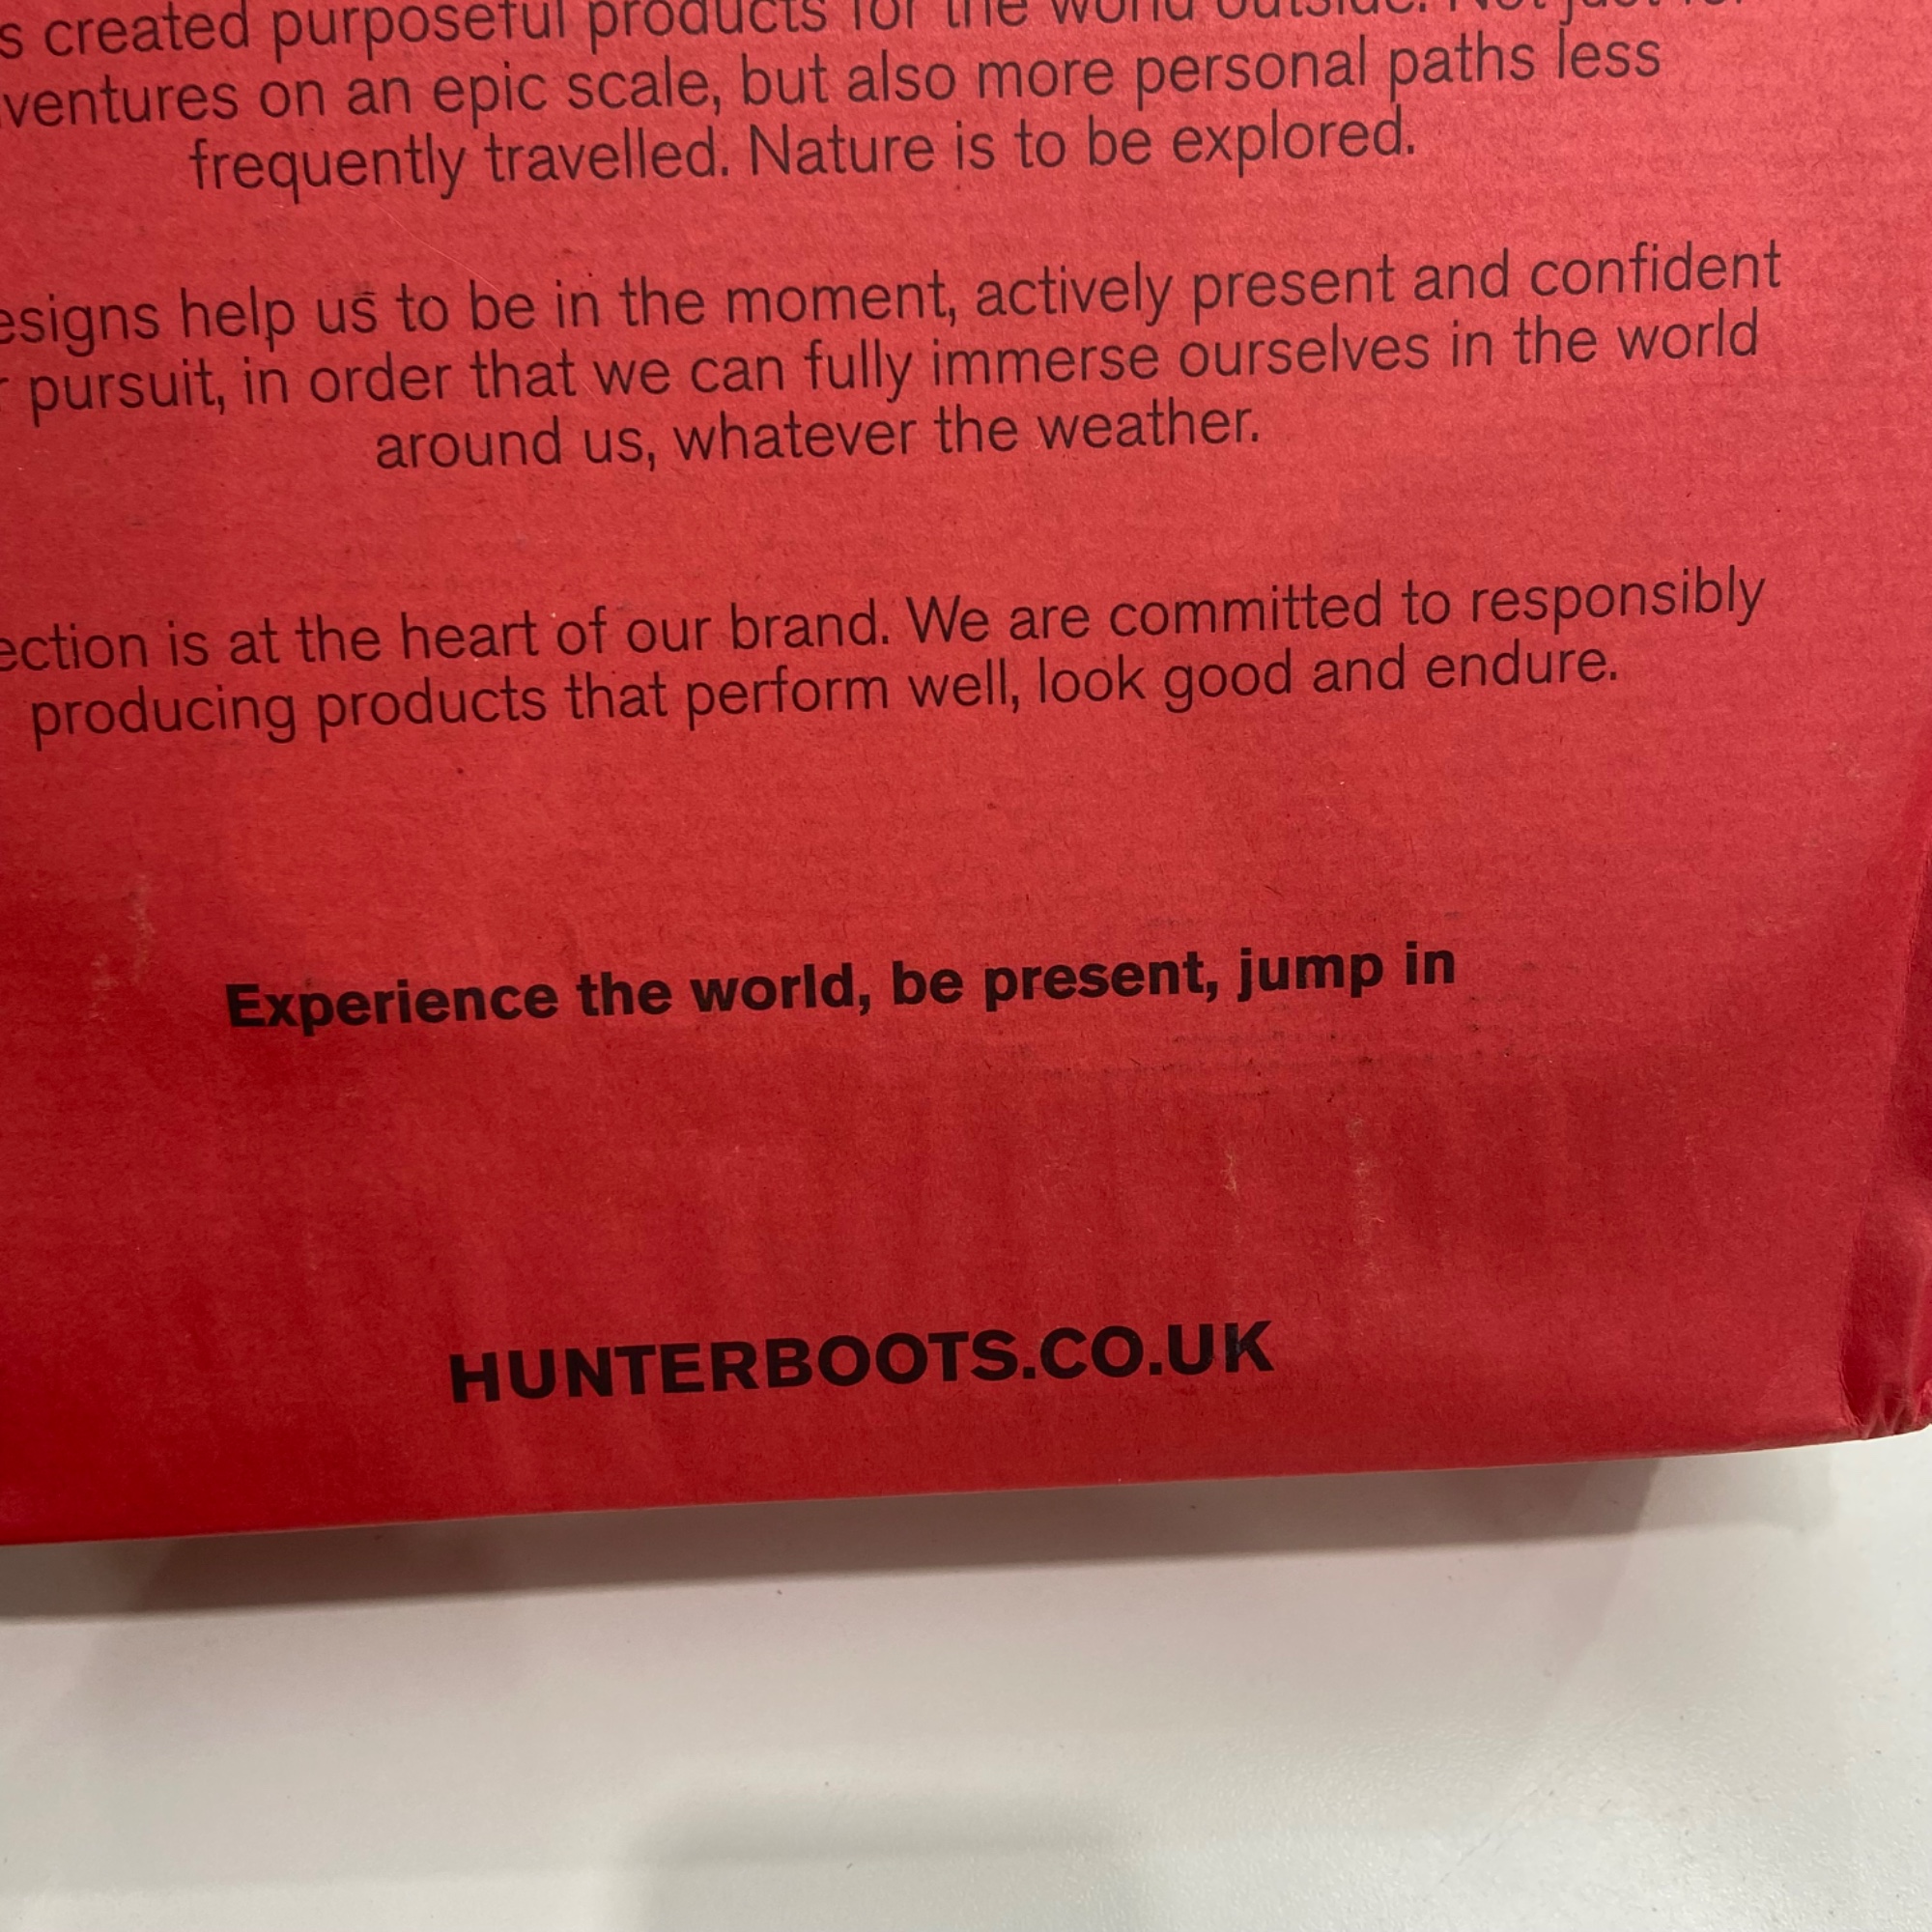 created purposeful products for the world outside. Not just for
on an epic scale, but also more personal paths less
frequently travelled. Nature is to be explored.
help us to be in the moment, actively present and confident
pursuit, in order that we can fully immerse ourselves in the world
around us, whatever the weather.
is at the heart of our brand. We are committed to responsibly
producing products that perform well, look good and endure.
Experience the world, be present, jump in
HUNTERBOOTS.CO.UK